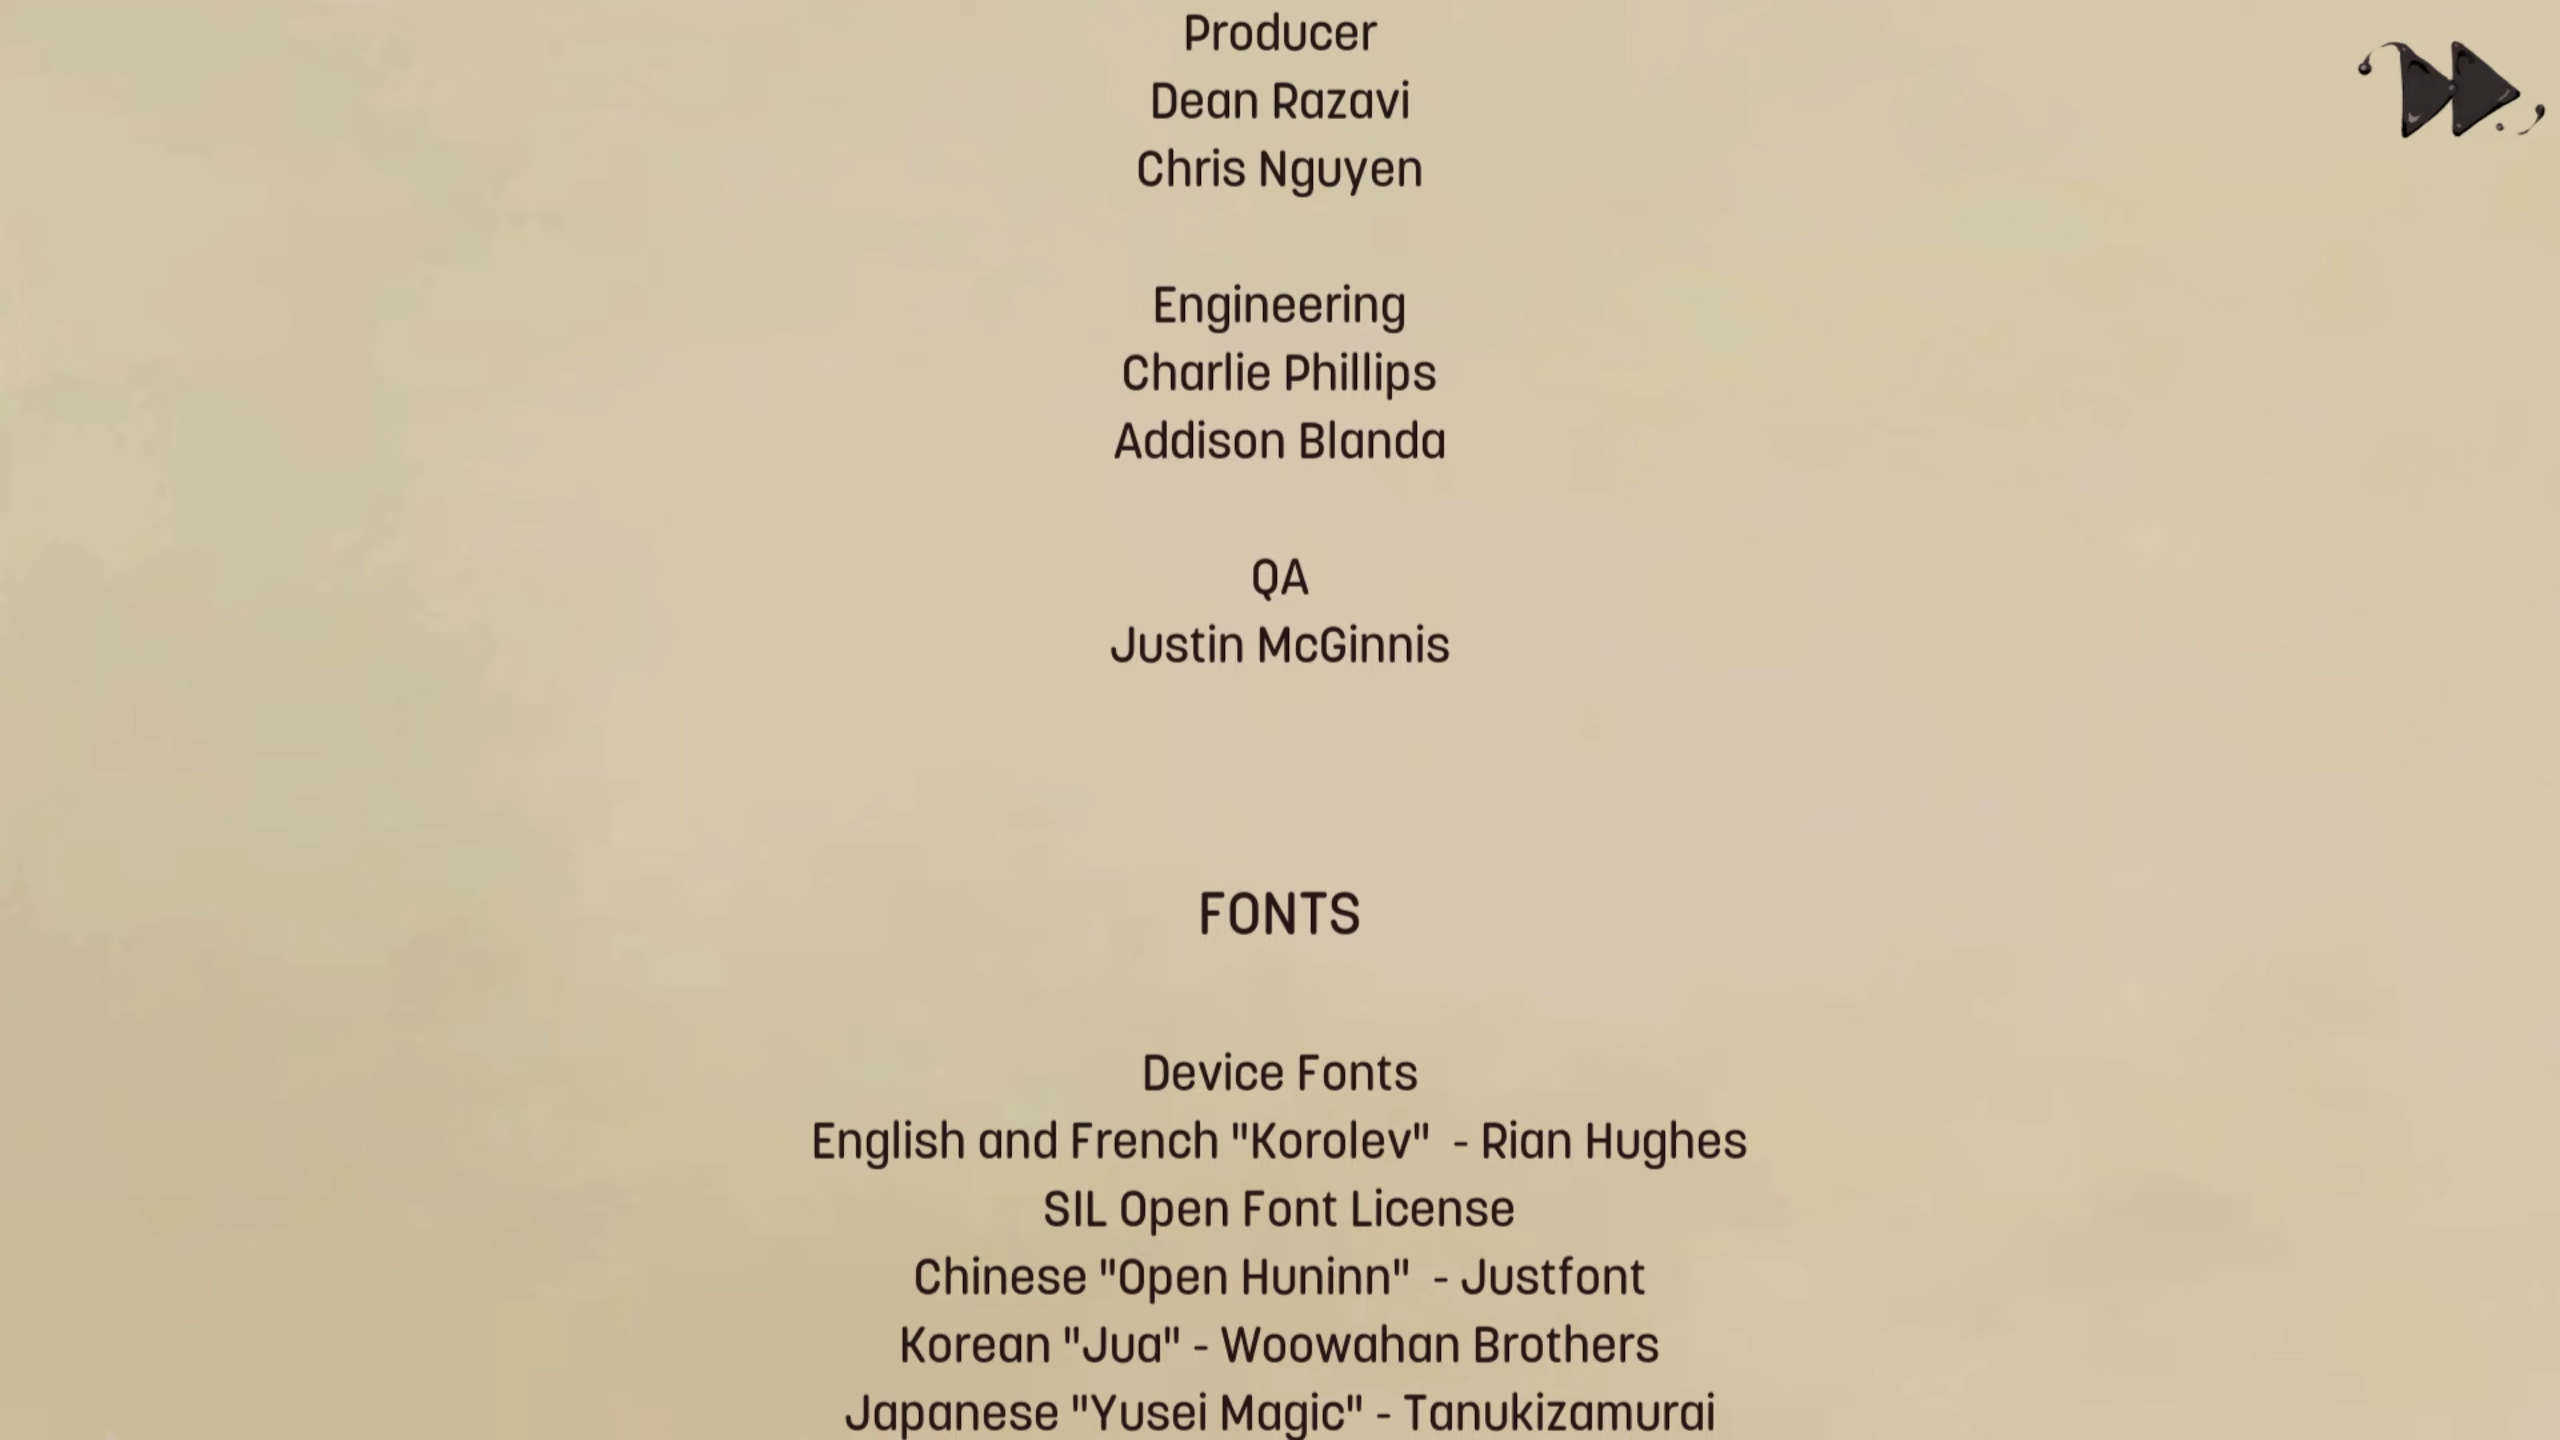 Producer
Dean Razavi
Chris Nguyen
Engineering
Charlie Phillips
Addison Blanda
QA
Justin McGinnis
FONTS
Device Fonts
English and French "Korolev"  - Rian Hughes
SIL Open Font License
Chinese "Open Huninn"  - Justfont
Korean "Jua" - Woowahan Brothers
Japanese "Yusei Magic" - Tanukizamurai